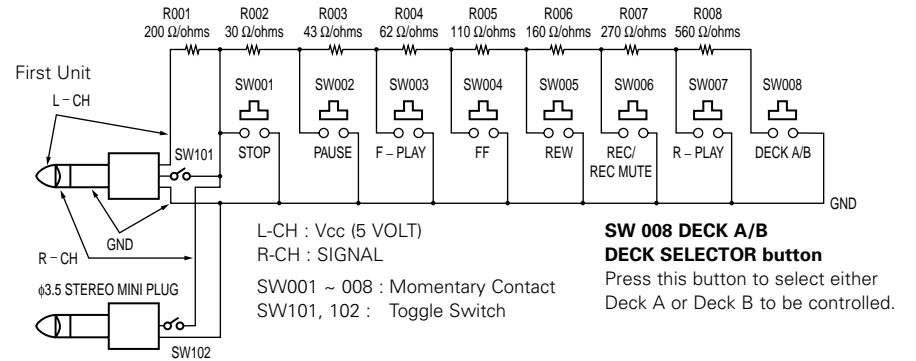 R001 R002 R003 R004 R005 R006 R007 R008
200 Ω/ohms 30 Ω/ohms 43 Ω/ohms 62 Ω/ohms 110 Ω/ohms 160 Ω/ohms 270 Ω/ohms 560 Ω/ohms
First Unit
L – CH
SW001 SW002 SW003 SW004 SW005 SW006 SW007 SW008
SW101
STOP PAUSE F – PLAY FF REW REC/ REC MUTE R – PLAY DECK A/B
GND
GND
R – CH
φ3.5 STEREO MINI PLUG
SW102
L-CH : Vcc (5 VOLT)
R-CH : SIGNAL
SW001 ~ 008 : Momentary Contact
SW101, 102 : Toggle Switch
SW 008 DECK A/B
DECK SELECTOR button
Press this button to select either
Deck A or Deck B to be controlled.